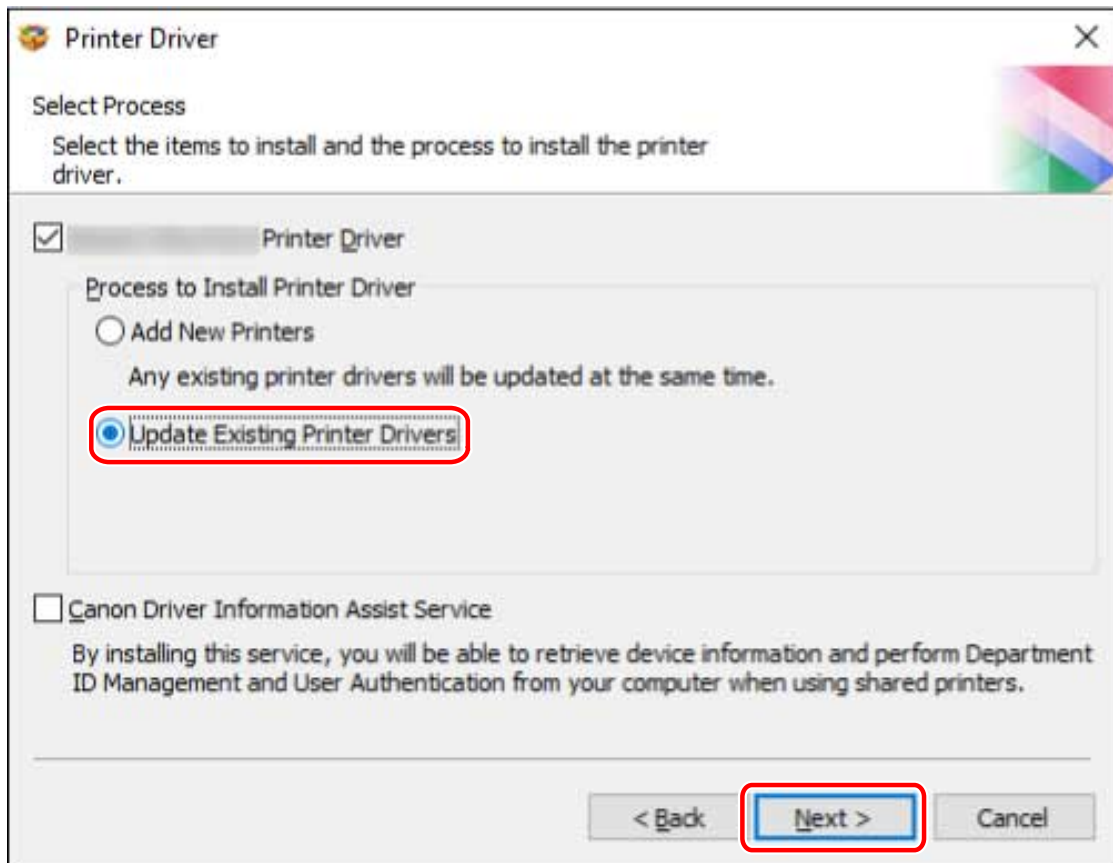 Printer Driver
Select Process
Select the items to install and the process to install the printer
driver.
Printer Driver
Process to Install Printer Driver
Add New Printers
Any existing printer drivers will be updated at the same time.
Update Existing Printer Drivers
Canon Driver Information Assist Service
By installing this service, you will be able to retrieve device information and perform Department
ID Management and User Authentication from your computer when using shared printers.
< Back
Next >
Cancel